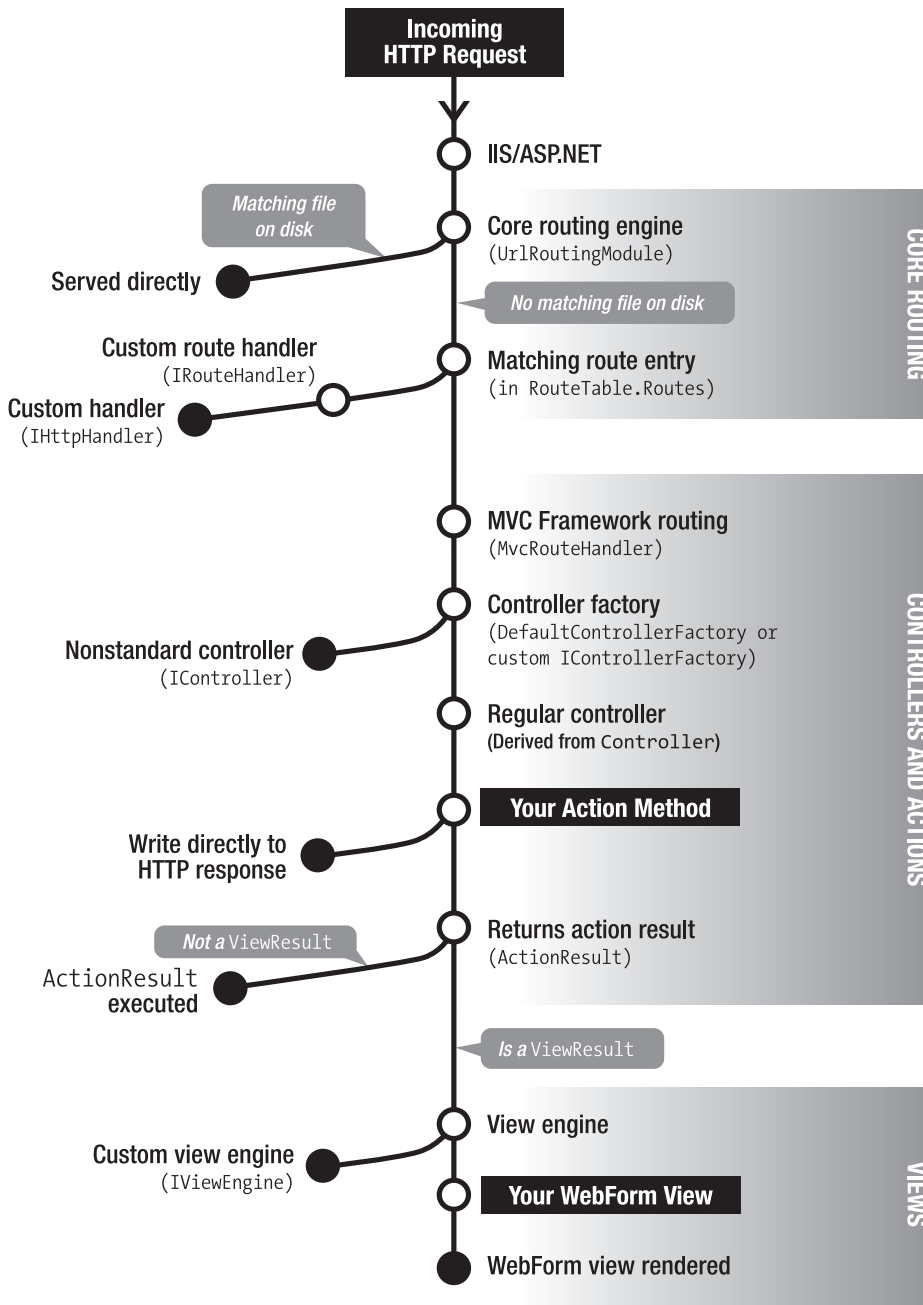 Incoming
HTTP Request
IIS/ASP.NET
Matching file
on disk
Core routing engine
(UrlRoutingModule)
Served directly
No matching file on disk
CORE ROUTING
Custom route handler
(IRouteHandler)
Matching route entry
(in RouteTable.Routes)
Custom handler
(IHttpHandler)
MVC Framework routing
(MvcRouteHandler)
Controller factory
(DefaultControllerFactory or
custom IControllerFactory)
Nonstandard controller
(IController)
Regular controller
(Derived from Controller)
CONTROLLERS AND ACTIONS
Your Action Method
Write directly to
HTTP response
Returns action result
(ActionResult)
Not a ViewResult
ActionResult
executed
Is a ViewResult
View engine
Custom view engine
(IViewEngine)
VIEWS
Your WebForm View
WebForm view rendered